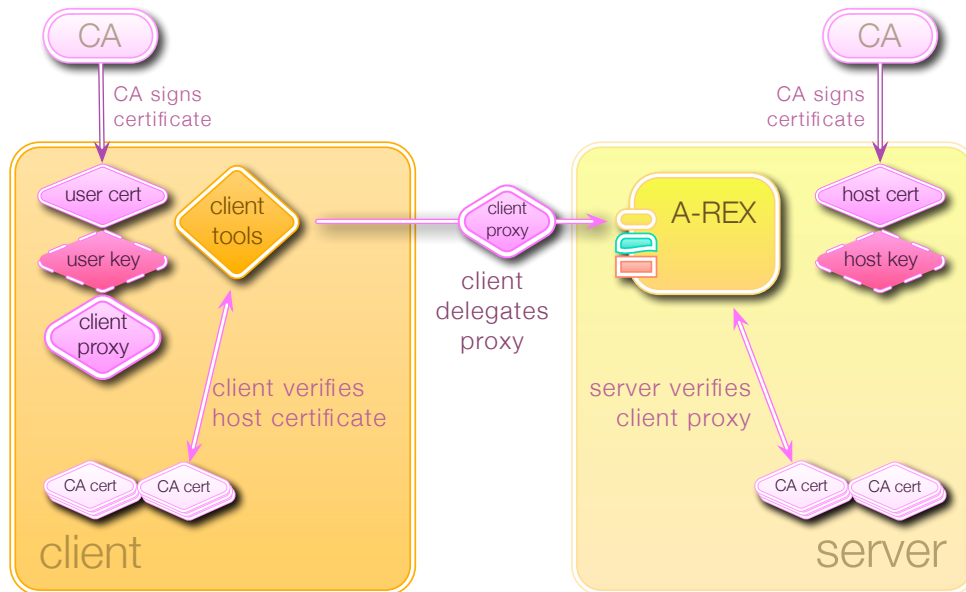 CA
CA signs
certificate
user cert
user key
client
proxy
client
tools
client verifies
host certificate
CA cert
CA cert
client
client
proxy
client
delegates
proxy
CA
CA signs
certificate
A-REX
host cert
host key
server verifies
client proxy
CA cert
CA cert
server